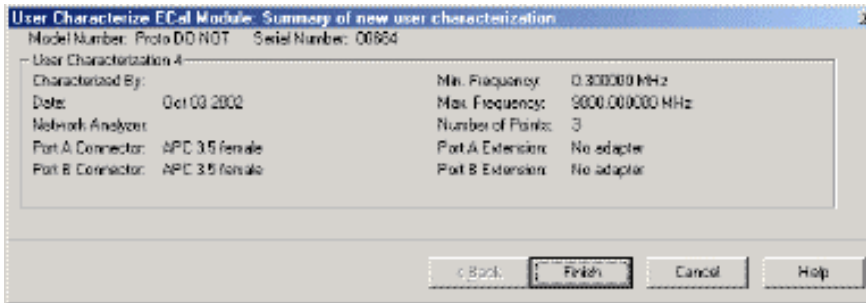 User Characterize ECal Module: Summary of new user characterization
Model Number: Proto DO NOT Serial Number: 00664
User Characterization 4
Characterized By: Min. Frequency: 0.300000 MHz
Date: Oct 03 2002 Max. Frequency: 9000.000000 MHz
Network Analyzer: Number of Points: 3
Port A Connector: APC 3.5 female Port A Extension: No adapter
Port B Connector: APC 3.5 female Port B Extension: No adapter
< Back Finish Cancel Help